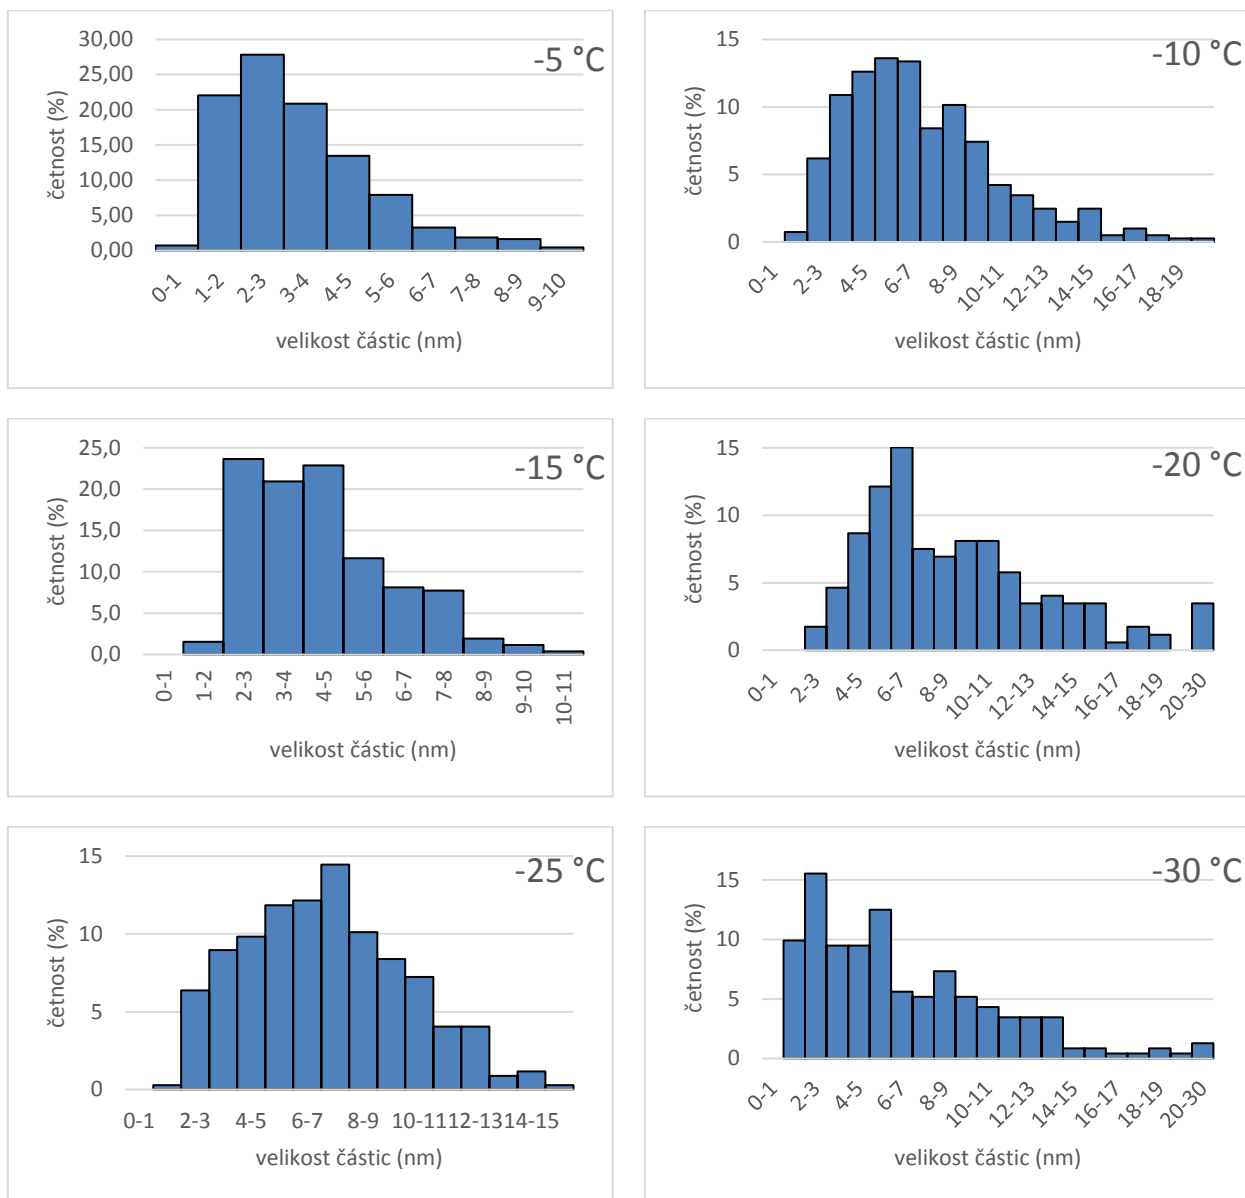 -5 °C
četnost (%)
30,00
25,00
20,00
15,00
10,00
5,00
0,00
0-1 1-2 2-3 3-4 4-5 5-6 6-7 7-8 8-9 9-10
velikost částic (nm)
-10 °C
četnost (%)
15
10
5
0
0-1 2-3 4-5 6-7 8-9 10-11 12-13 14-15 16-17 18-19
velikost částic (nm)
-15 °C
četnost (%)
25,0
20,0
15,0
10,0
5,0
0,0
0-1 1-2 2-3 3-4 4-5 5-6 6-7 7-8 8-9 9-10 10-11
velikost částic (nm)
-20 °C
četnost (%)
15
10
5
0
0-1 2-3 4-5 6-7 8-9 10-11 12-13 14-15 16-17 18-19 20-30
velikost částic (nm)
-25 °C
četnost (%)
15
10
5
0
0-1 2-3 4-5 6-7 8-9 10-11 12-13 14-15
velikost částic (nm)
-30 °C
četnost (%)
15
10
5
0
0-1 2-3 4-5 6-7 8-9 10-11 12-13 14-15 16-17 18-19 20-30
velikost částic (nm)